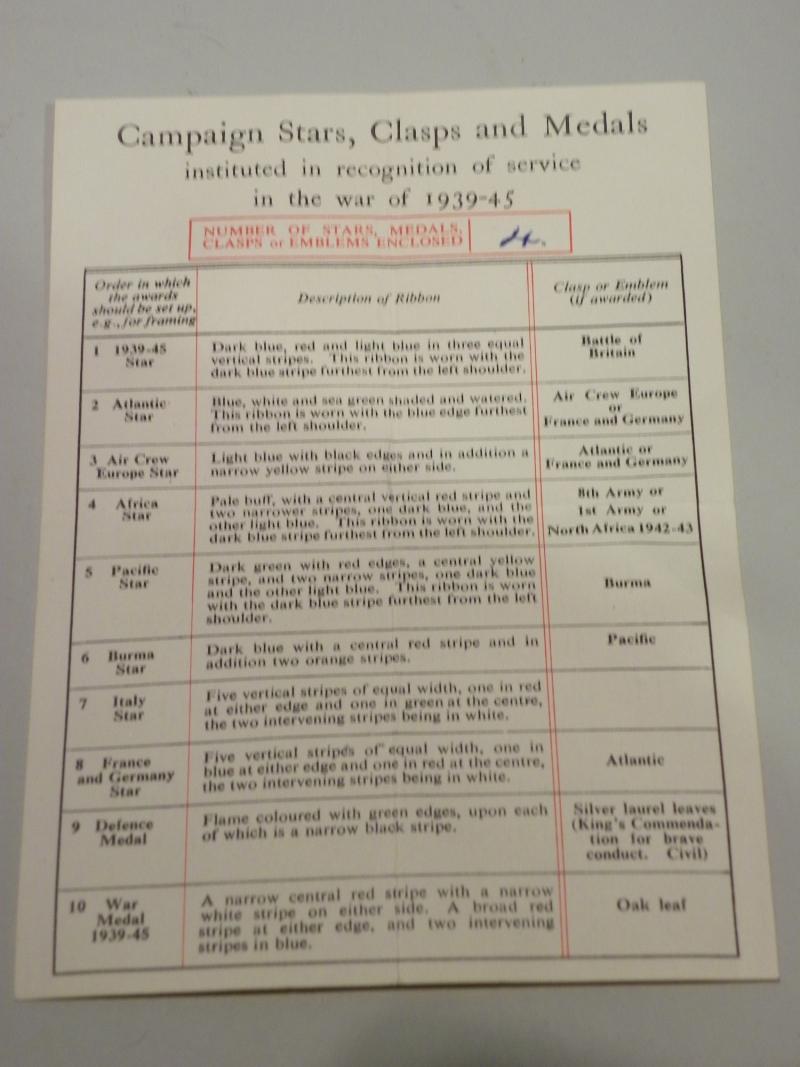 Campaign Stars, Clasps and Medals
instituted in recognition of service
in the war of 1939-45
NUMBER OF STARS, MEDALS,
CLASPS or EMBLEMS ENCLOSED
4.
Order in which
the awards
should be set up,
e.g., for framing
Description of Ribbon
Clasp or Emblem
(if awarded)
1 1939-45
Star
Dark blue, red and light blue in three equal
vertical stripes. This ribbon is worn with the
dark blue stripe furthest from the left shoulder.
Battle of
Britain
2 Atlantic
Star
Blue, white and sea green shaded and watered.
This ribbon is worn with the blue edge furthest
from the left shoulder.
Air Crew Europe
or
France and Germany
3 Air Crew
Europe Star
Light blue with black edges and in addition a
narrow yellow stripe on either side.
Atlantic or
France and Germany
4 Africa
Star
Pale buff, with a central vertical red stripe and
two narrower stripes, one dark blue, and the
other light blue. This ribbon is worn with the
dark blue stripe furthest from the left shoulder.
8th Army or
1st Army or
North Africa 1942-43
5 Pacific
Star
Dark green with red edges, a central yellow
stripe, and two narrow stripes, one dark blue
and the other light blue. This ribbon is worn
with the dark blue stripe furthest from the left
shoulder.
Burma
6 Burma
Star
Dark blue with a central red stripe and in
addition two orange stripes.
Pacific
7 Italy
Star
Five vertical stripes of equal width, one in red
at either edge and one in green at the centre,
the two intervening stripes being in white.
8 France
and Germany
Star
Five vertical stripes of equal width, one in
blue at either edge and one in red at the centre,
the two intervening stripes being in white.
Atlantic
9 Defence
Medal
Flame coloured with green edges, upon each
of which is a narrow black stripe.
Silver laurel leaves
(King's Commenda-
tion for brave
conduct. Civil)
10 War
Medal
1939-45
A narrow central red stripe with a narrow
white stripe on either side. A broad red
stripe at either edge, and two intervening
stripes in blue.
Oak leaf